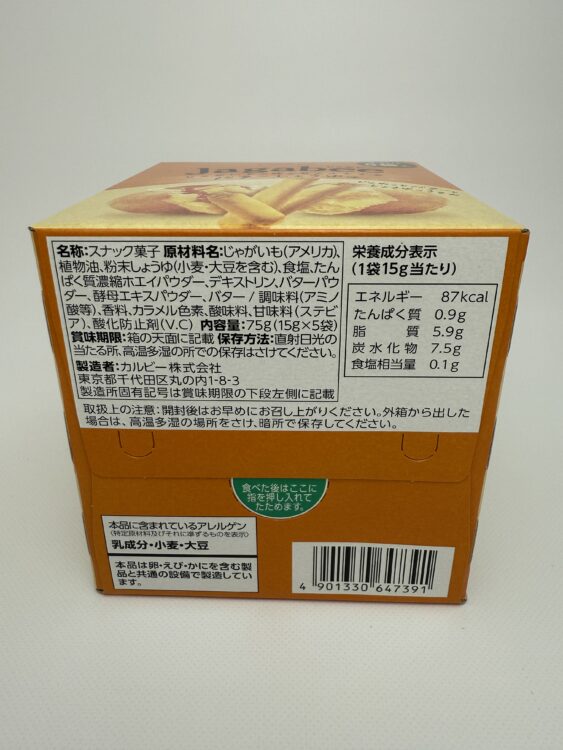 Jagabee
名称:スナック菓子 原材料名:じゃがいも(アメリカ)、
植物油、粉末しょうゆ(小麦・大豆を含む)、食塩、たん
ぱく質濃縮ホエイパウダー、デキストリン、バターパウ
ダー、酵母エキスパウダー、バター / 調味料(アミノ
酸等)、香料、カラメル色素、酸味料、甘味料(ステビ
ア)、酸化防止剤(V.C) 内容量:75g(15g×5袋)
賞味期限:箱の天面に記載 保存方法:直射日光の
当たる所、高温多湿の所での保存はさけてください。
製造者:カルビー株式会社
東京都千代田区丸の内1-8-3
製造所固有記号は賞味期限の下段左側に記載
栄養成分表示
(1袋15g当たり)
エネルギー 87kcal
たんぱく質 0.9g
脂質 5.9g
炭水化物 7.5g
食塩相当量 0.1g
取扱上の注意:開封後はお早めにお召し上がりください。外箱から出した
場合は、高温多湿の場所をさけ、暗所で保存してください。
食べた後はここに
指を押し入れて
たためます。
本品に含まれているアレルゲン
(特定原材料及びそれに準ずるものを表示)
乳成分・小麦・大豆
本品は卵・えび・かにを含む製
品と共通の設備で製造してい
ます。
4 901330 647391